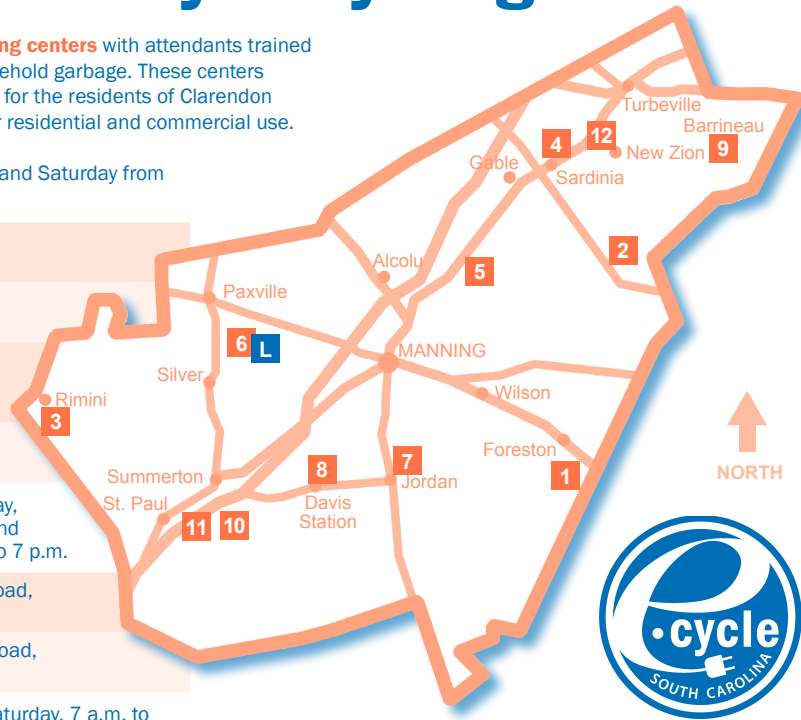 ng centers with attendants trained
ehold garbage. These centers
for the residents of Clarendon
r residential and commercial use.
and Saturday from
ay,
nd
o 7 p.m.
oad,
oad,
aturday, 7 a.m. to
Turbeville
Barrineau
4
12
New Zion
9
Gable
Sardinia
2
Alcolu
5
Paxville
6
L
MANNING
Silver
Wilson
Rimini
3
Foreston
1
NORTH
Summerton
8
7
Jordan
St. Paul
Davis
Station
11
10
e•cycle
SOUTH CAROLINA